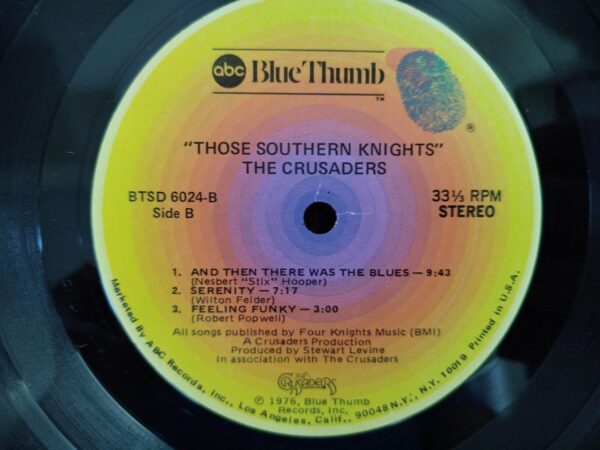 abc Blue Thumb
TM
®
"THOSE SOUTHERN KNIGHTS"
THE CRUSADERS
BTSD 6024-B
Side B
33⅓ RPM
STEREO
1. AND THEN THERE WAS THE BLUES — 9:43
(Nesbert "Stix" Hooper)
2. SERENITY — 7:17
(Wilton Felder)
3. FEELING FUNKY — 3:00
(Robert Popwell)
All songs published by Four Knights Music (BMI)
A Crusaders Production
Produced by Stewart Levine
In association with The Crusaders
THE CRUSADERS
© 1976, Blue Thumb
Records, Inc.
Marketed By ABC Records, Inc., Los Angeles, Calif., 90048 N.Y., N.Y. 10019 Printed in U.S.A.